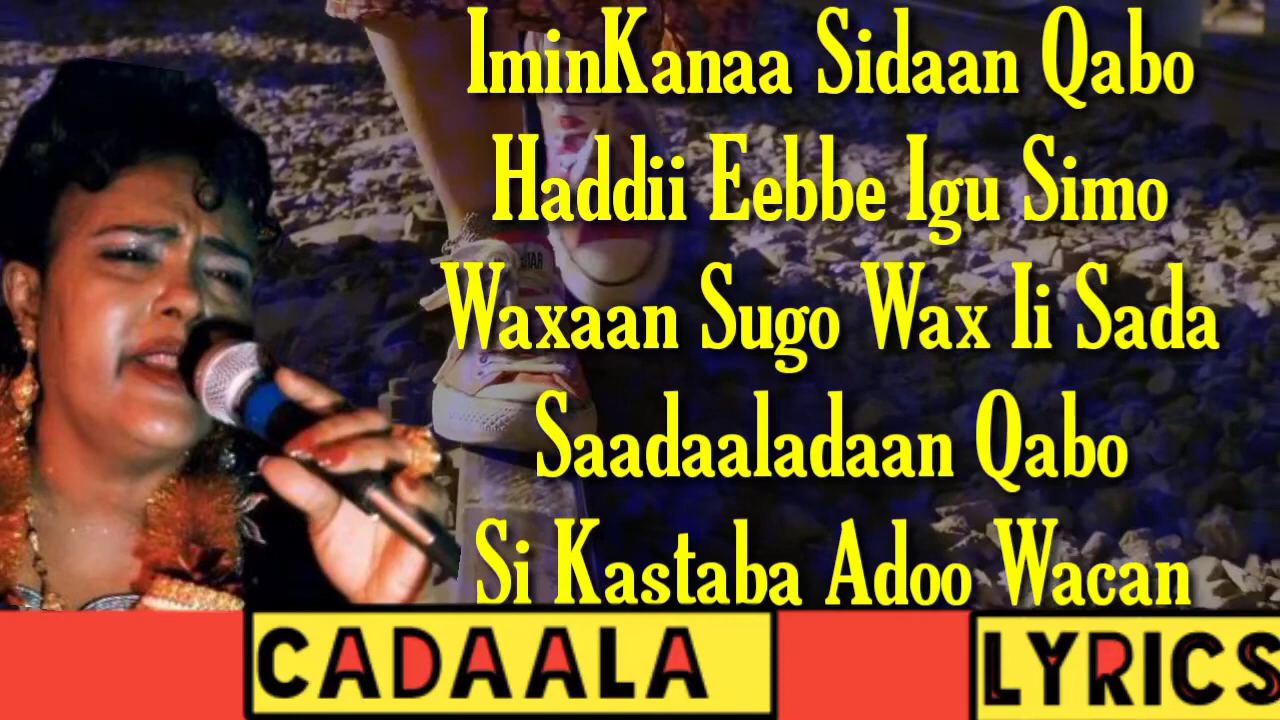 IminKanaa Sidaan Qabo
Haddii Eebbe Igu Simo
Waxaan Sugo Wax Ii Sada
Saadaaladaan Qabo
Si Kastaba Adoo Wacan
CADAALA LYRICS